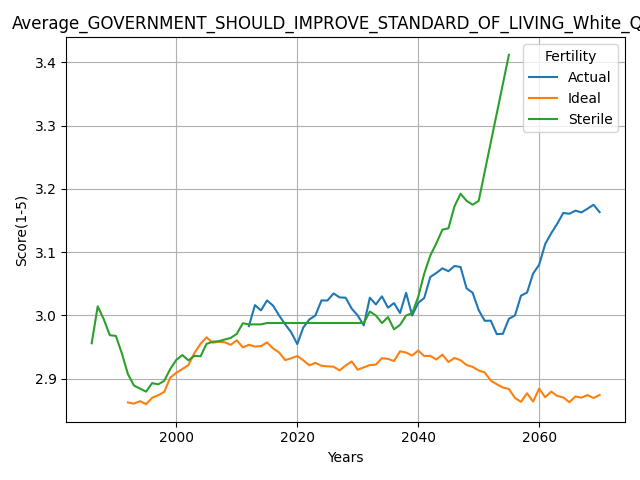 Average_GOVERNMENT_SHOULD_IMPROVE_STANDARD_OF_LIVING_White_Q
Fertility
Actual
Ideal
Sterile
Score(1-5)
3.4
3.3
3.2
3.1
3.0
2.9
2000
2020
2040
2060
Years